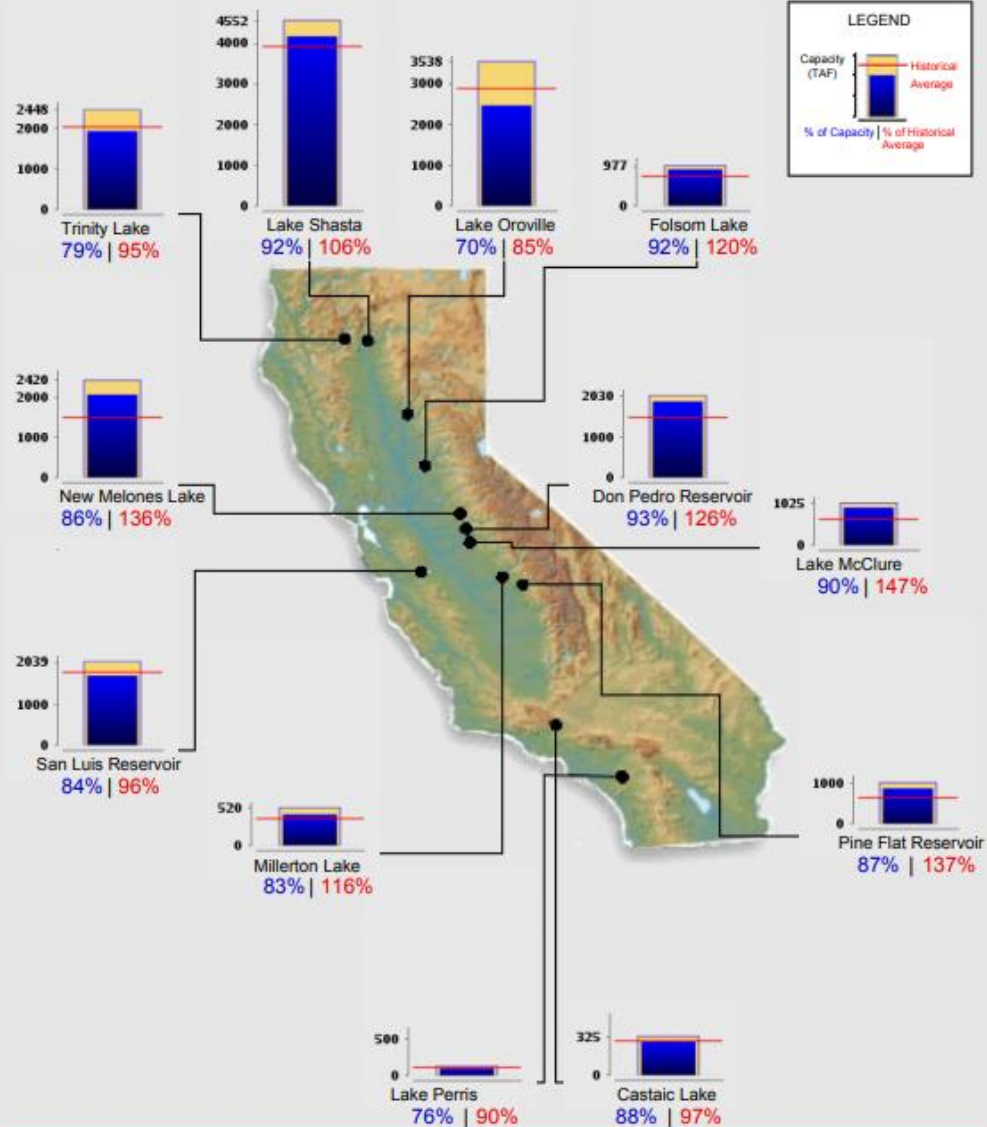 LEGEND
Capacity
(TAF)
Historical
Average
% of Capacity | % of Historical
Average
2448
2000
1000
0
Trinity Lake
79% | 95%
4552
4000
3000
2000
1000
0
Lake Shasta
92% | 106%
3538
3000
2000
1000
0
Lake Oroville
70% | 85%
977
0
Folsom Lake
92% | 120%
2420
2000
1000
0
New Melones Lake
86% | 136%
2030
1000
0
Don Pedro Reservoir
93% | 126%
1025
0
Lake McClure
90% | 147%
2039
1000
0
San Luis Reservoir
84% | 96%
520
0
Millerton Lake
83% | 116%
1000
0
Pine Flat Reservoir
87% | 137%
500
0
Lake Perris
76% | 90%
325
0
Castaic Lake
88% | 97%